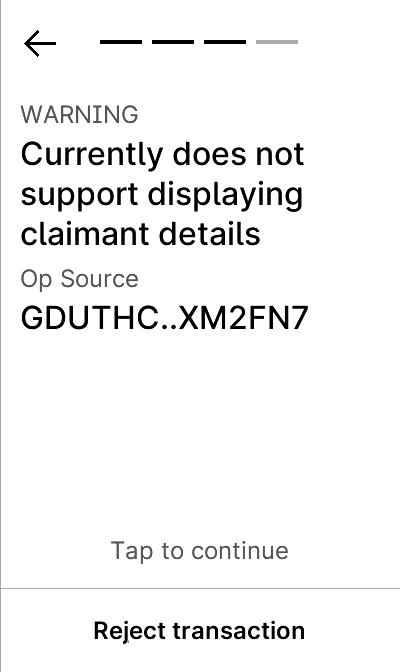 WARNING
Currently does not
support displaying
claimant details
Op Source
GDUTHC..XM2FN7
Tap to continue
Reject transaction